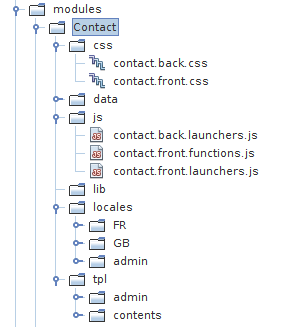 modules
Contact
css
contact.back.css
contact.front.css
data
js
contact.back.launchers.js
contact.front.functions.js
contact.front.launchers.js
lib
locales
FR
GB
admin
tpl
admin
contents